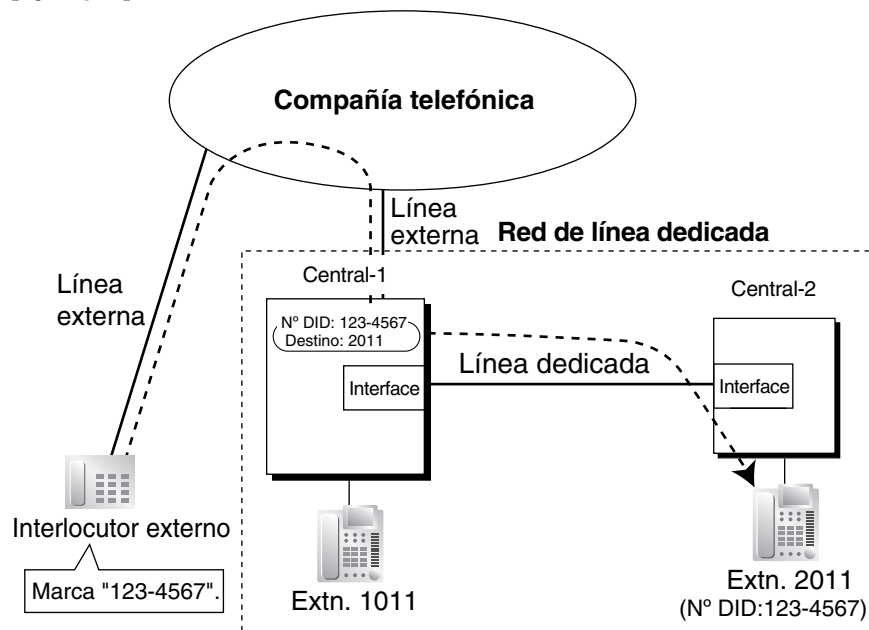 Compañía telefónica
Línea
externa
Red de línea dedicada
Línea
externa
Central-1
Central-2
Nº DID: 123-4567
Destino: 2011
Línea dedicada
Interface
Interface
Interlocutor externo
Marca "123-4567".
Extn. 1011
Extn. 2011
(Nº DID:123-4567)